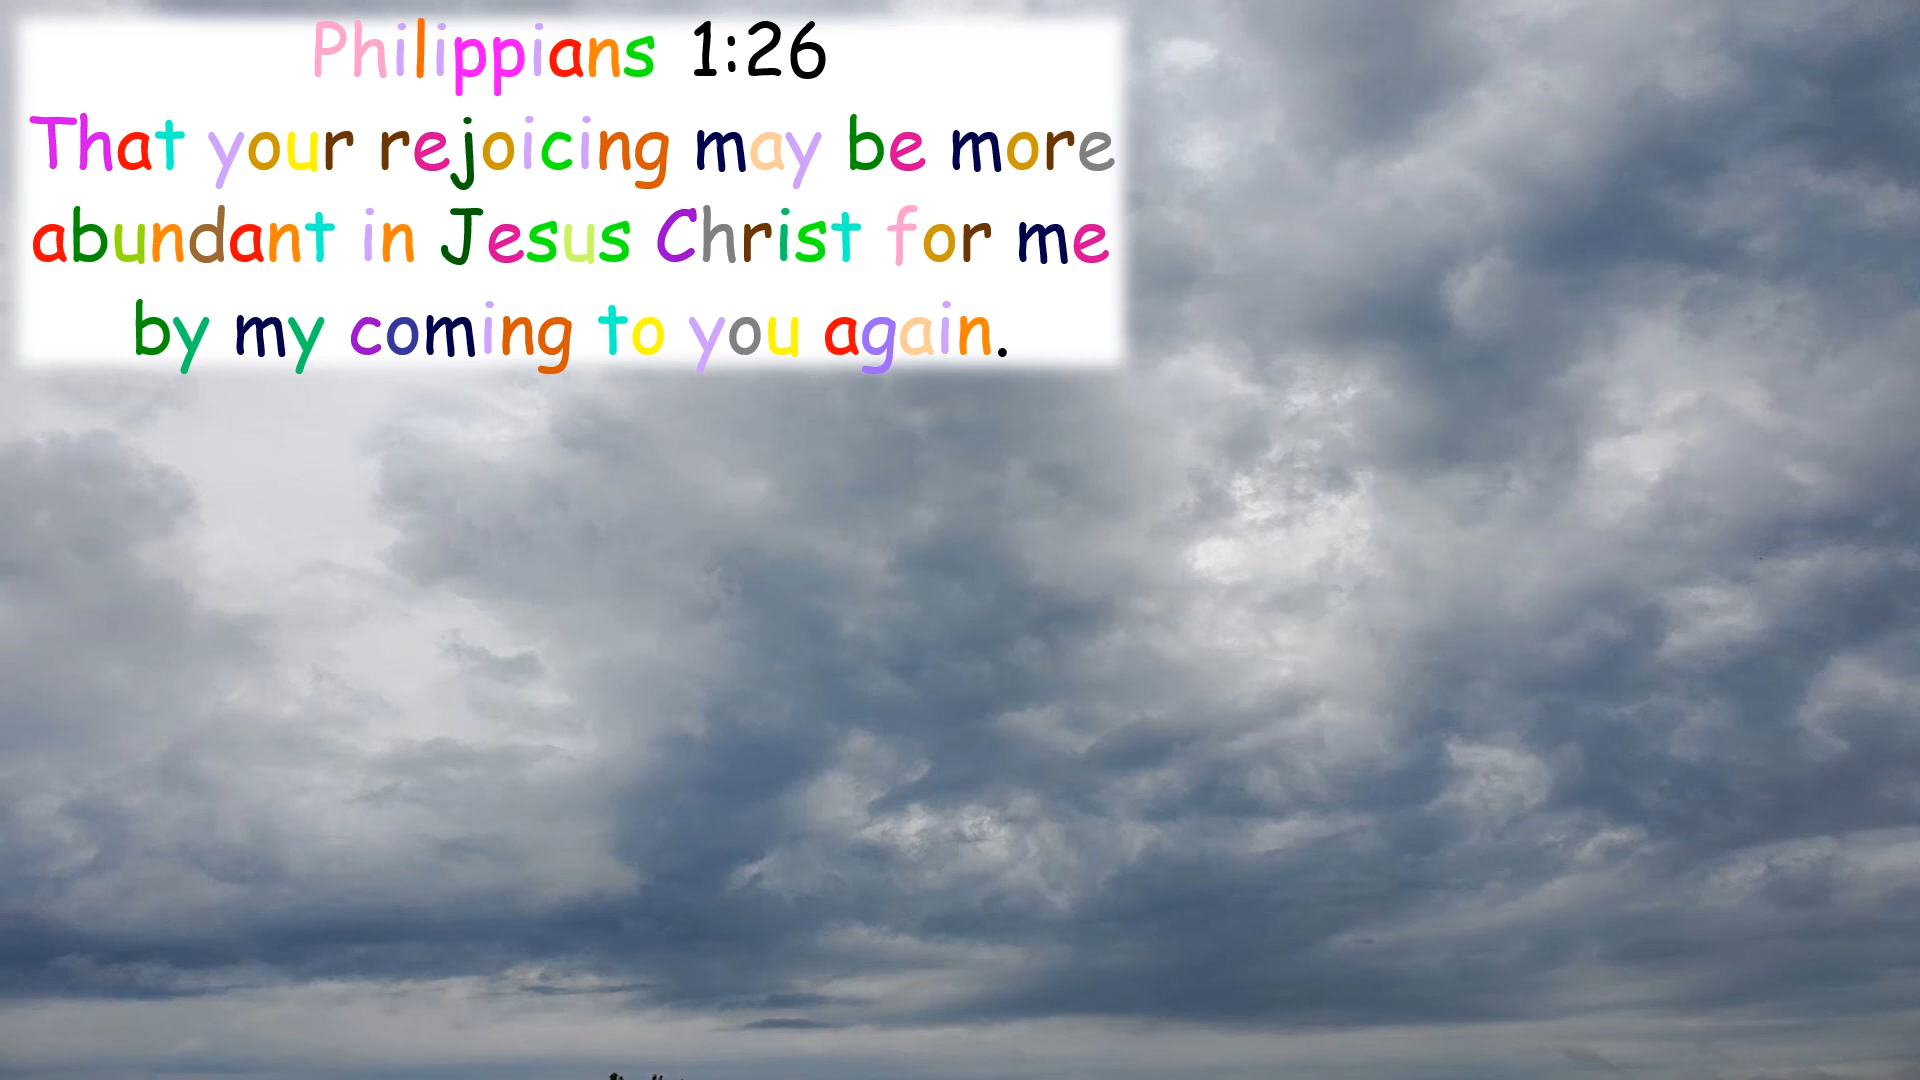 Philippians 1:26
That your rejoicing may be more
abundant in Jesus Christ for me
by my coming to you again.